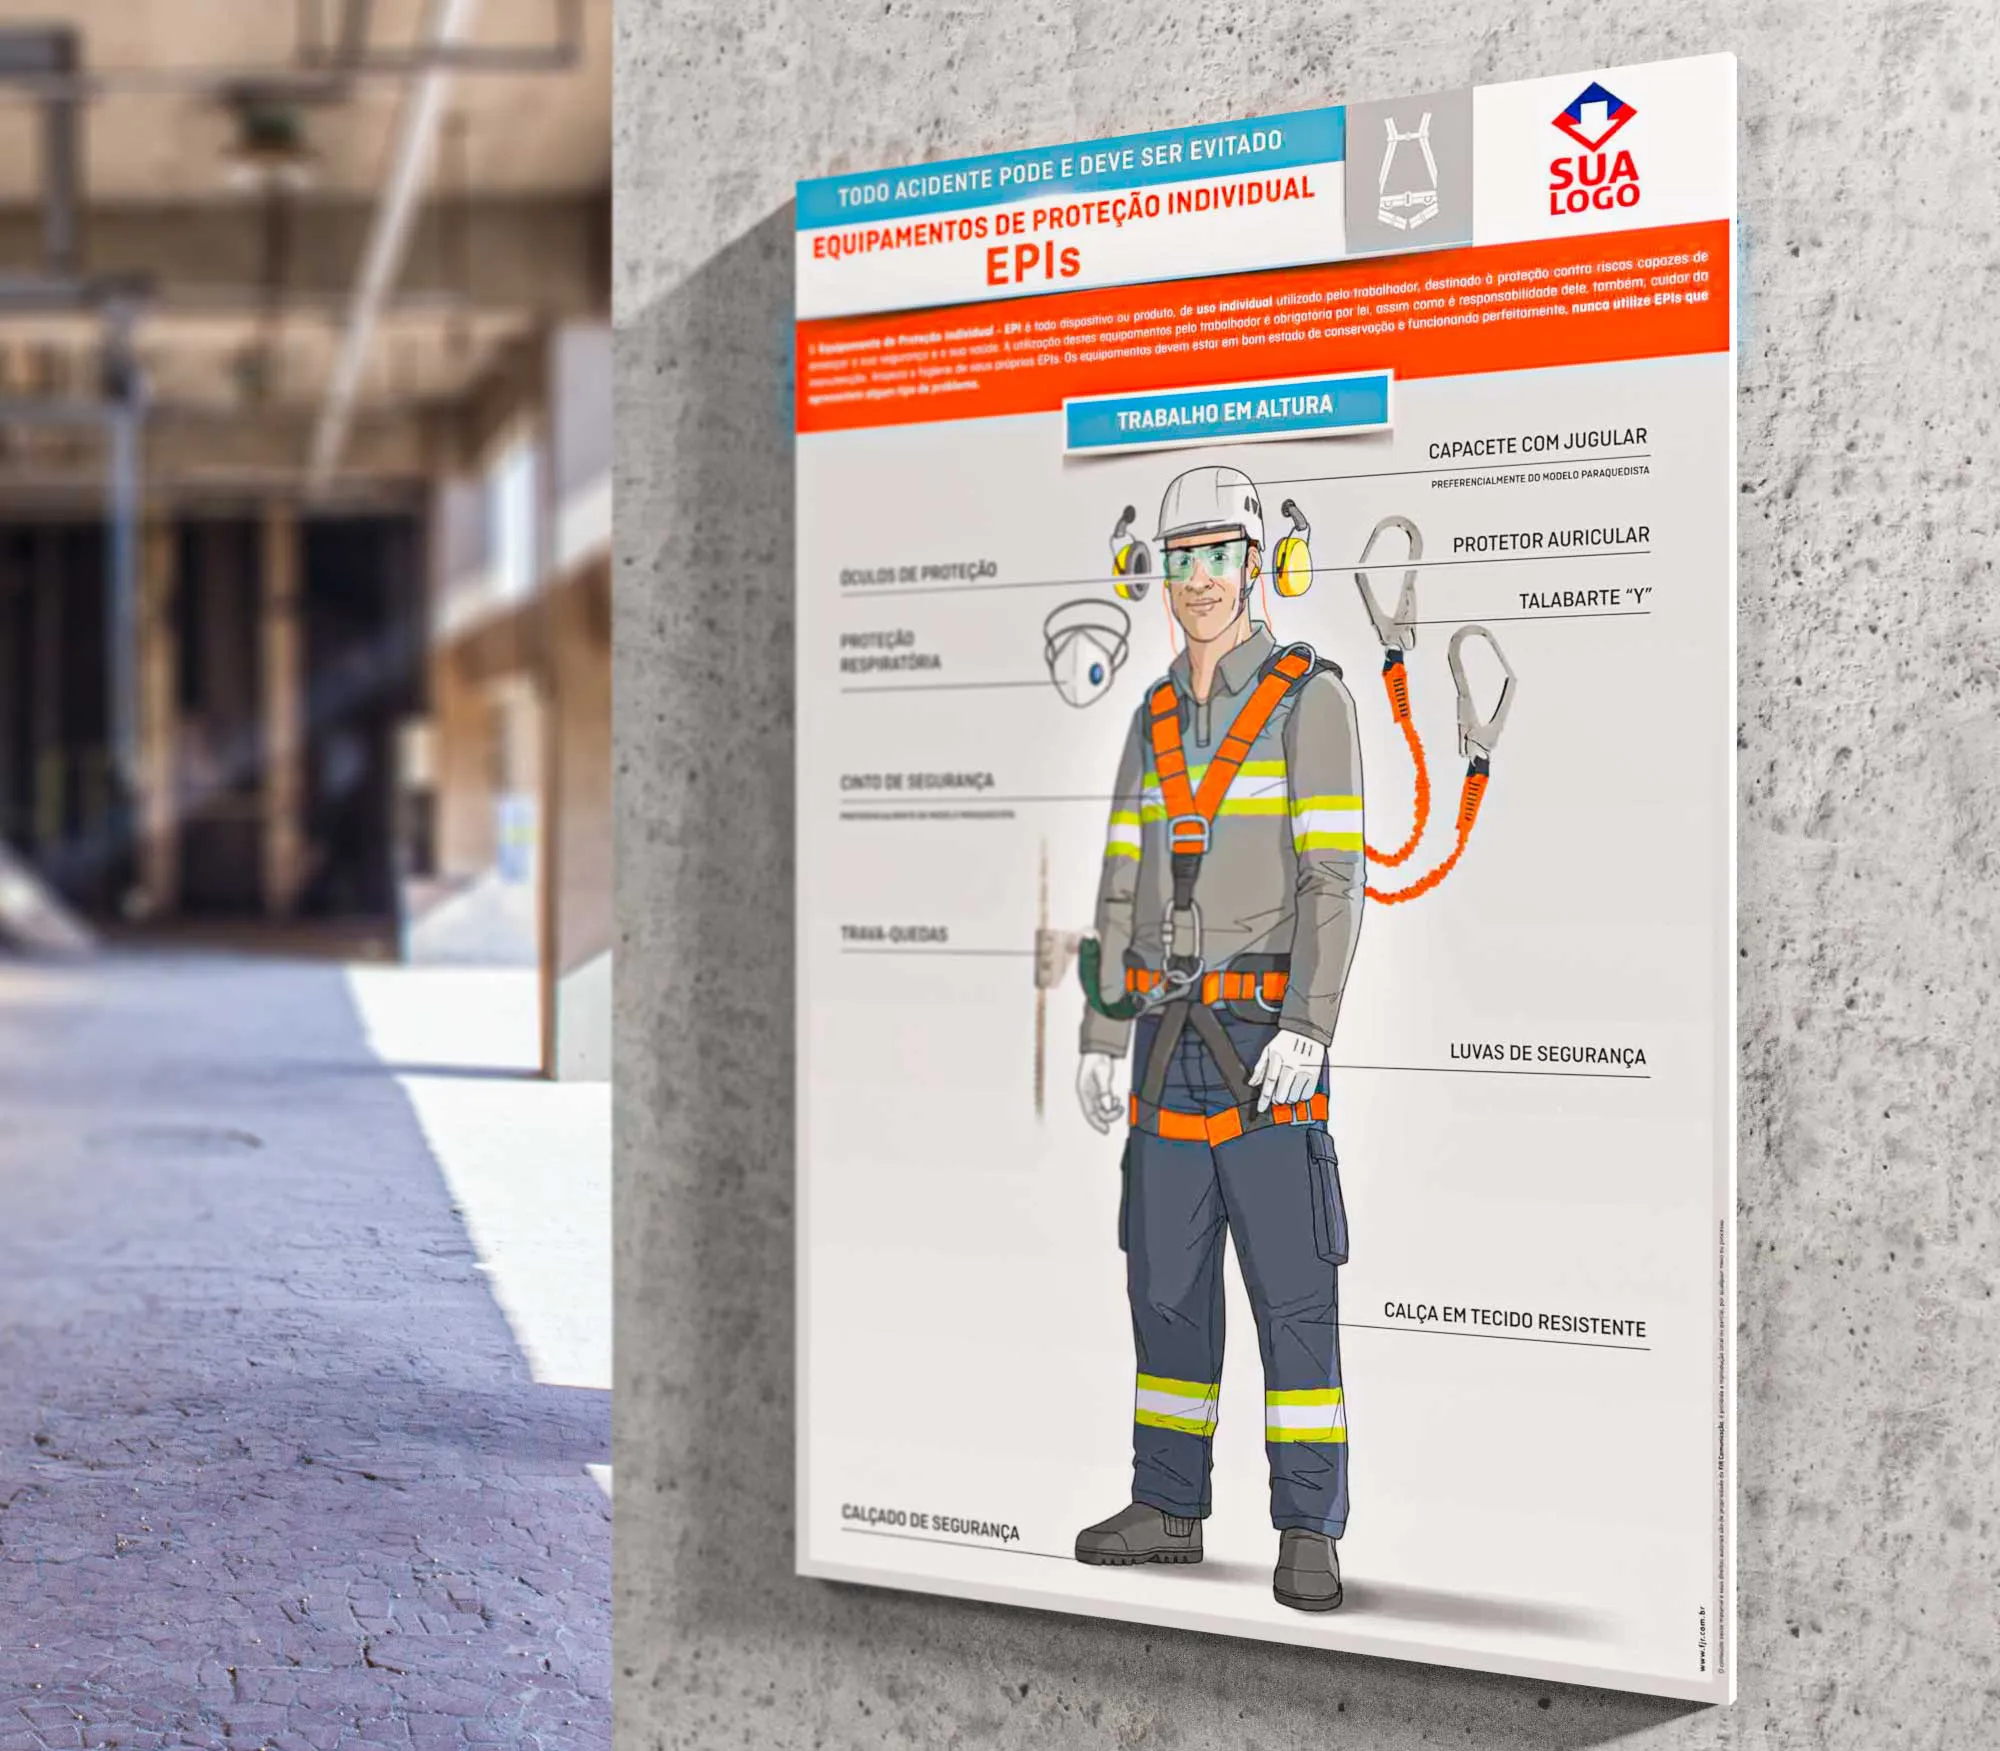 TODO ACIDENTE PODE E DEVE SER EVITADO
EQUIPAMENTOS DE PROTEÇÃO INDIVIDUAL
EPIs
SUA
LOGO
O Equipamento de Proteção Individual - EPI é todo dispositivo ou produto, de uso individual utilizado pelo trabalhador, destinado à proteção contra riscos capazes de
ameaçar a sua segurança e a sua saúde. A utilização destes equipamentos pelo trabalhador é obrigatória por lei, assim como é responsabilidade dele, também, cuidar da
manutenção, limpeza e higiene de seus próprios EPIs. Os equipamentos devem estar em bom estado de conservação e funcionando perfeitamente, nunca utilize EPIs que
apresentem algum tipo de problema.
TRABALHO EM ALTURA
CAPACETE COM JUGULAR
PREFERENCIALMENTE DO MODELO PARAQUEDISTA
PROTETOR AURICULAR
ÓCULOS DE PROTEÇÃO
TALABARTE “Y”
PROTEÇÃO
RESPIRATÓRIA
CINTO DE SEGURANÇA
PREFERENCIALMENTE DO MODELO PARAQUEDISTA
TRAVA-QUEDAS
LUVAS DE SEGURANÇA
CALÇA EM TECIDO RESISTENTE
CALÇADO DE SEGURANÇA
www.fjr.com.br